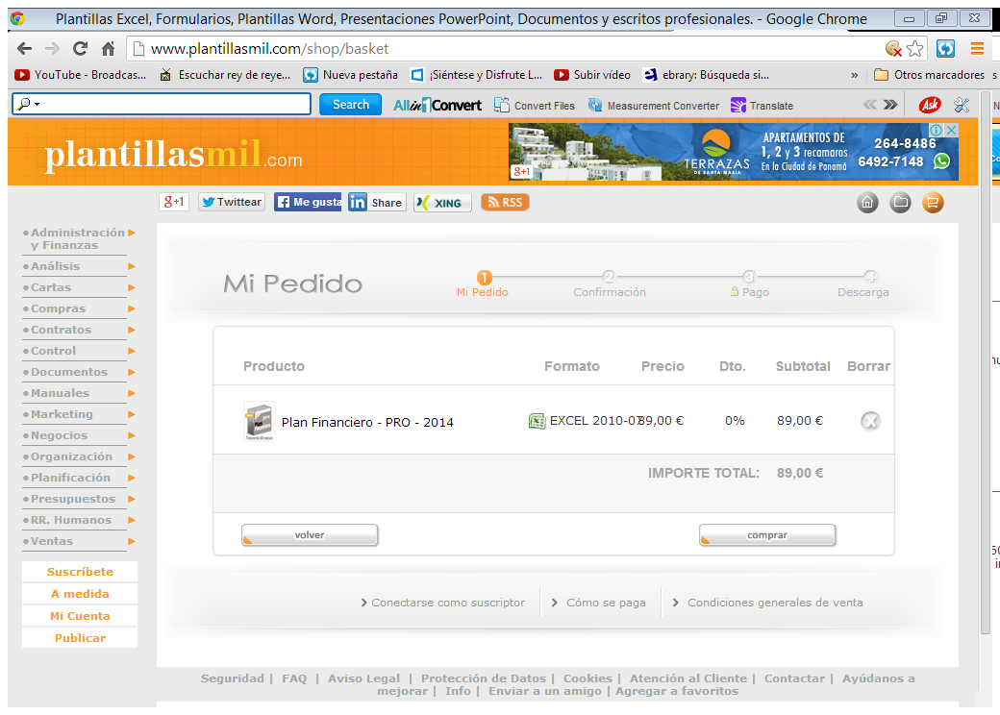 Plantillas Excel, Formularios, Plantillas Word, Presentaciones PowerPoint, Documentos y escritos profesionales. - Google Chrome
www.plantillasmil.com/shop/basket
YouTube - Broadcas...
Escuchar rey de reye...
Nueva pestaña
¡Siéntese y Disfrute L...
Subir vídeo
ebrary: Búsqueda si...
»
Otros marcadores
Search
All in 1 Convert
Convert Files
Measurement Converter
Translate
Ask
plantillasmil.com
APARTAMENTOS DE
1, 2 y 3 recamaras
En la Ciudad de Panamá
264-8486
6492-7148
TERRAZAS
DE SANTA MARÍA
g+1
g+1
Twittear
Me gusta
in Share
XING
RSS
Administración
y Finanzas
Análisis
Cartas
Compras
Contratos
Control
Documentos
Manuales
Marketing
Negocios
Organización
Planificación
Presupuestos
RR. Humanos
Ventas
Suscríbete
A medida
Mi Cuenta
Publicar
Mi Pedido
1 2 3 4
Mi Pedido Confirmación Pago Descarga
Producto Formato Precio Dto. Subtotal Borrar
Plan Financiero - PRO - 2014 EXCEL 2010-07 89,00 € 0% 89,00 €
IMPORTE TOTAL: 89,00 €
volver comprar
Conectarse como suscriptor Cómo se paga Condiciones generales de venta
Seguridad | FAQ | Aviso Legal | Protección de Datos | Cookies | Atención al Cliente | Contactar | Ayúdanos a
mejorar | Info | Enviar a un amigo | Agregar a favoritos